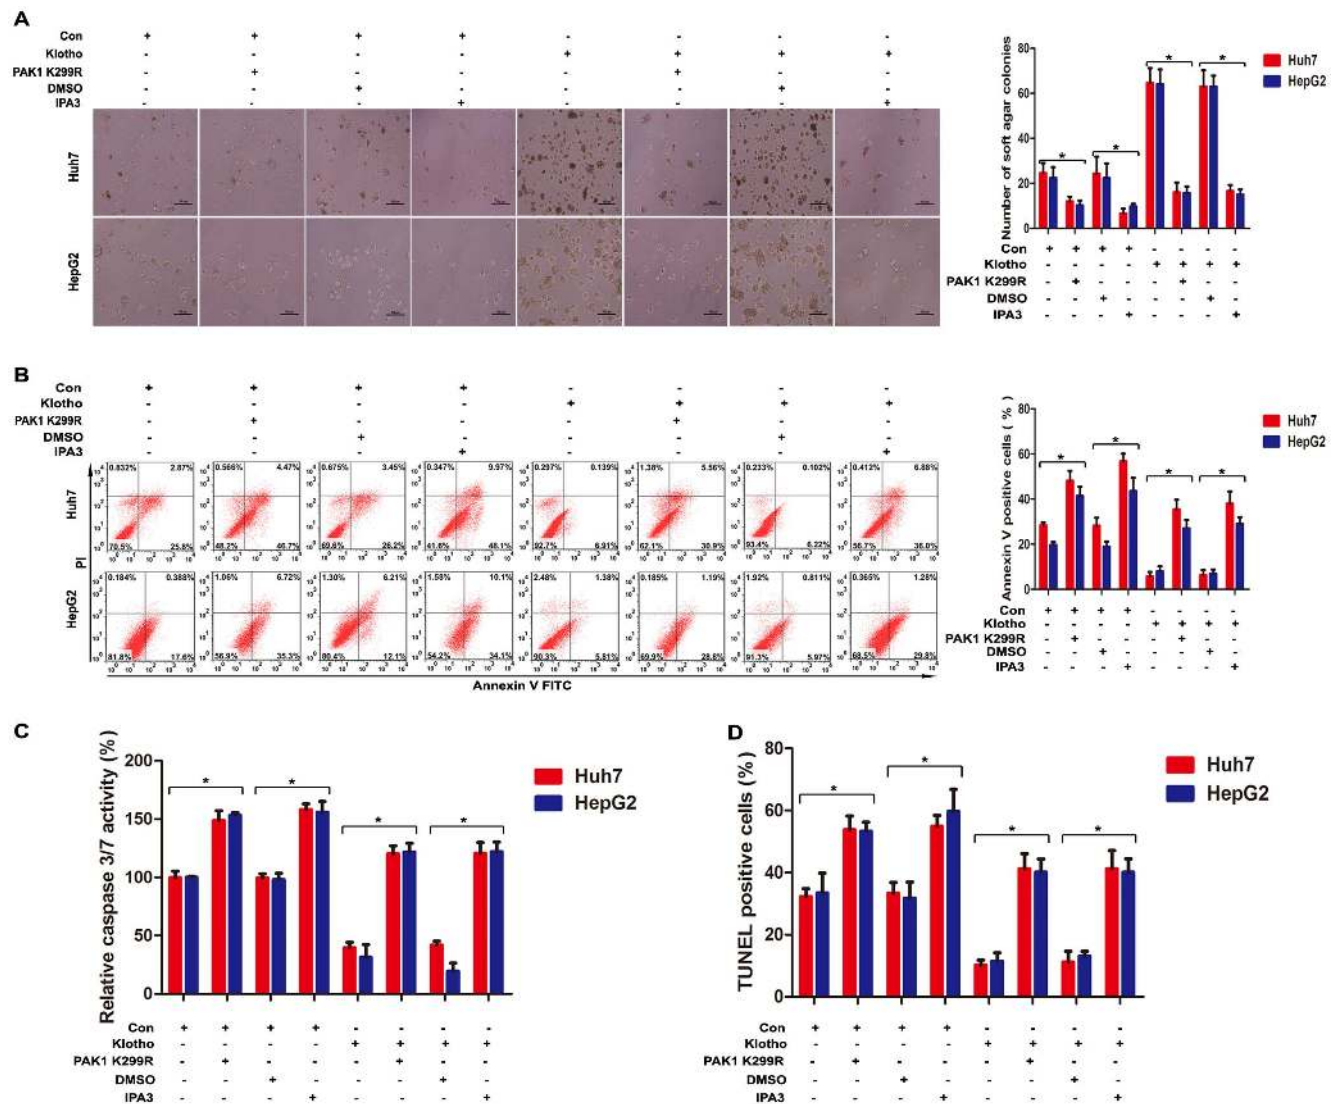 A
Con + + + + - - - -
Klotho - - - - + + + +
PAK1 K299R - + - - - + - -
DMSO - - + - - - + -
IPA3 - - - + - - - +
Huh7
HepG2
Number of soft agar colonies
80
60
40
20
0
* * * *
Huh7
HepG2
Con + + + + - - - -
Klotho - - - - + + + +
PAK1 K299R - + - - - + - -
DMSO - - + - - - + -
IPA3 - - - + - - - +
B
Con + + + + - - - -
Klotho - - - - + + + +
PAK1 K299R - + - - - + - -
DMSO - - + - - - + -
IPA3 - - - + - - - +
PI
Huh7
0.832% 2.87% 0.566% 4.47% 0.675% 3.45% 0.347% 9.97% 0.297% 0.139% 1.38% 5.56% 0.233% 0.102% 0.412% 6.88%
70.5% 25.8% 48.2% 46.7% 69.6% 26.2% 41.6% 48.1% 92.7% 6.91% 62.1% 30.9% 93.4% 6.22% 56.7% 36.0%
HepG2
0.184% 0.388% 1.06% 6.72% 1.30% 6.21% 1.58% 10.1% 2.48% 1.38% 0.185% 1.19% 1.92% 0.811% 0.365% 1.28%
81.8% 17.6% 56.9% 35.3% 80.4% 12.1% 54.2% 34.1% 90.3% 5.81% 69.9% 28.8% 91.3% 5.97% 68.5% 29.8%
Annexin V FITC
Annexin V positive cells ( % )
80
60
40
20
0
* * * *
Huh7
HepG2
Con + + + + - - - -
Klotho - - - - + + + +
PAK1 K299R - + - - - + - -
DMSO - - + - - - + -
IPA3 - - - + - - - +
C
Relative caspase 3/7 activity (%)
200
150
100
50
0
* * * *
Huh7
HepG2
Con + + + + - - - -
Klotho - - - - + + + +
PAK1 K299R - + - - - + - -
DMSO - - + - - - + -
IPA3 - - - + - - - +
D
TUNEL positive cells (%)
80
60
40
20
0
* * * *
Huh7
HepG2
Con + + + + - - - -
Klotho - - - - + + + +
PAK1 K299R - + - - - + - -
DMSO - - + - - - + -
IPA3 - - - + - - - +